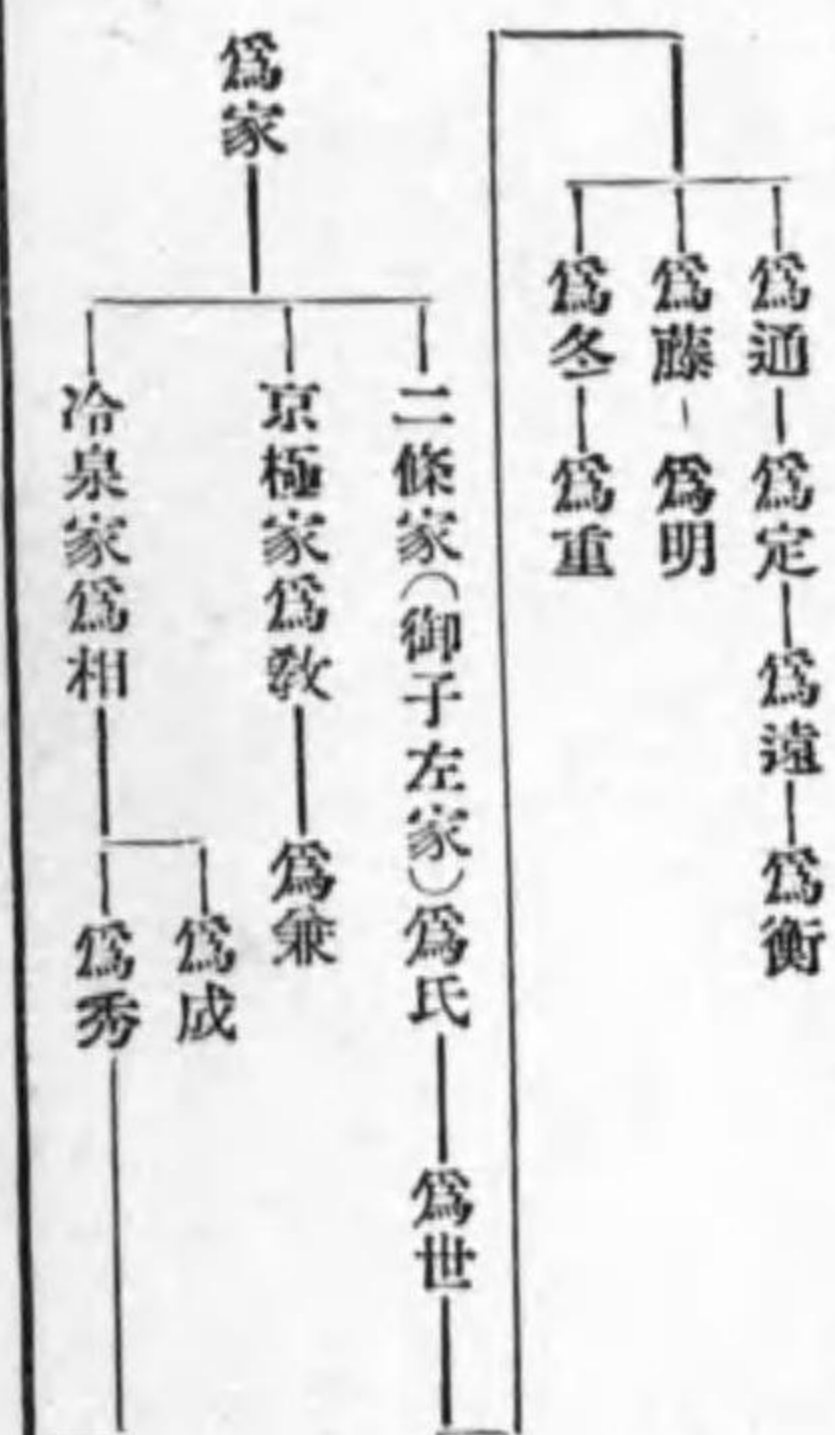 爲通―爲定―爲遠―爲衡
爲藤―爲明
爲冬―爲重
二條家(御子左家)爲氏―爲世
京極家爲敎―爲兼
爲成
冷泉家爲相―爲秀
爲家